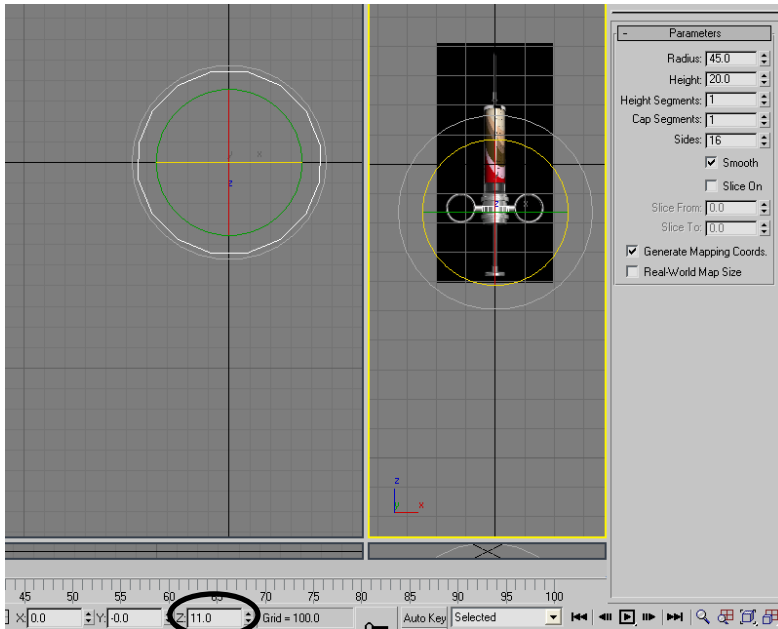 - Parameters
Radius: 45.0
Height: 20.0
Height Segments: 1
Cap Segments: 1
Sides: 16
Smooth
Slice On
Slice From: 0.0
Slice To: 0.0
Generate Mapping Coords.
Real-World Map Size
x
z
z
x
z
y
x
45 50 55 60 65 70 75 80 85 90 95 100
X: 0.0 Y: -0.0 Z: 11.0 Grid = 100.0 Auto Key Selected